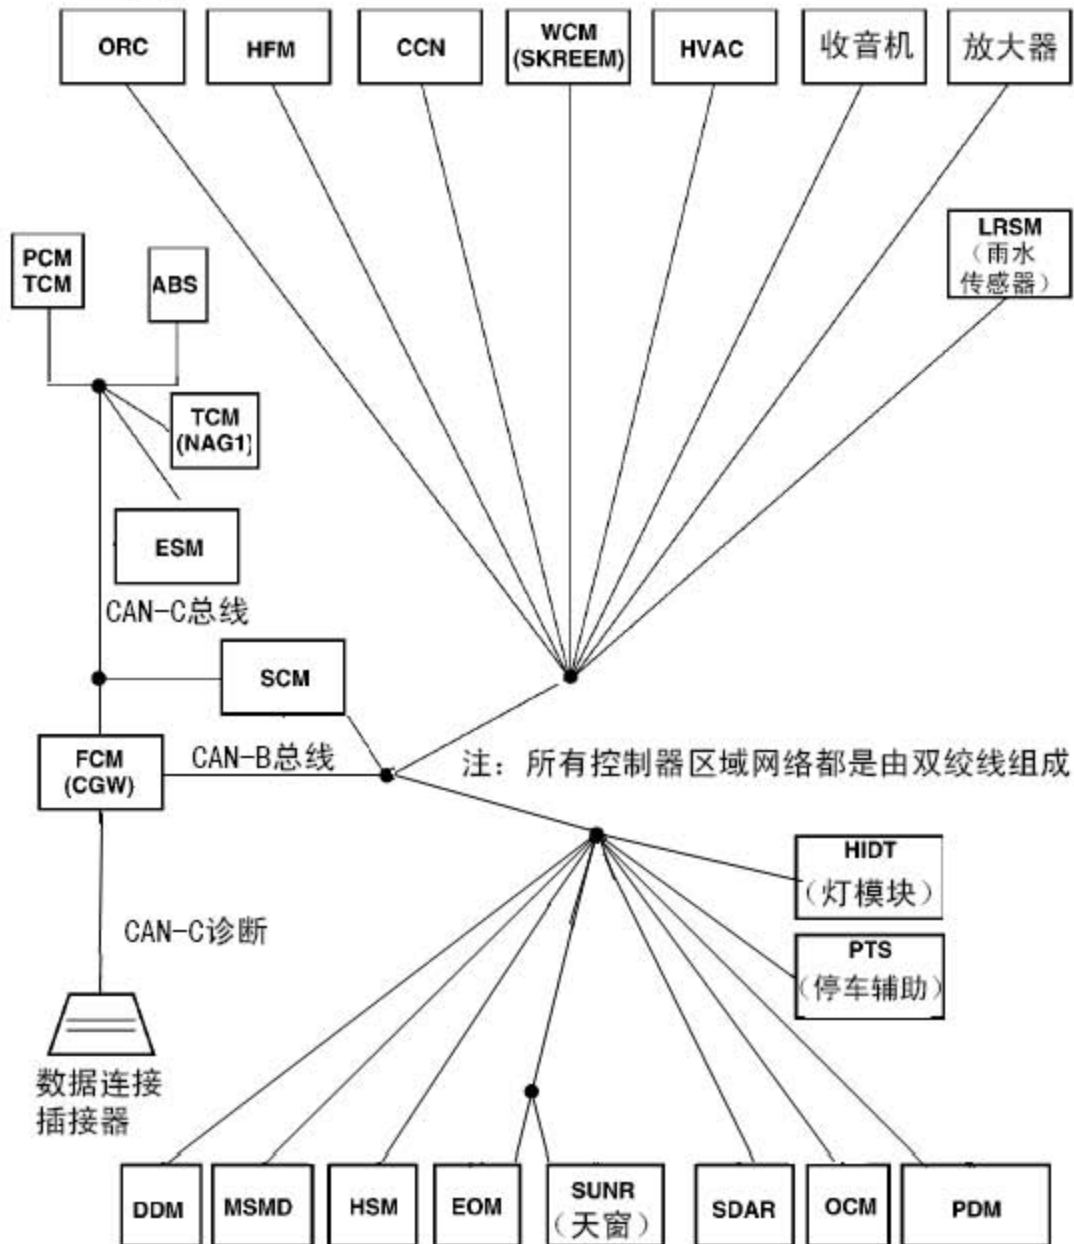 ORC
HFM
CCN
WCM
(SKREEM)
HVAC
收音机
放大器
LRSM
（雨水
传感器）
PCM
TCM
ABS
TCM
(NAG1)
ESM
CAN-C总线
SCM
FCM
(CGW)
CAN-B总线
注：所有控制器区域网络都是由双绞线组成
HIDT
（灯模块）
PTS
（停车辅助）
CAN-C诊断
数据连接
插接器
DDM
MSMD
HSM
EOM
SUNR
（天窗）
SDAR
OCM
PDM